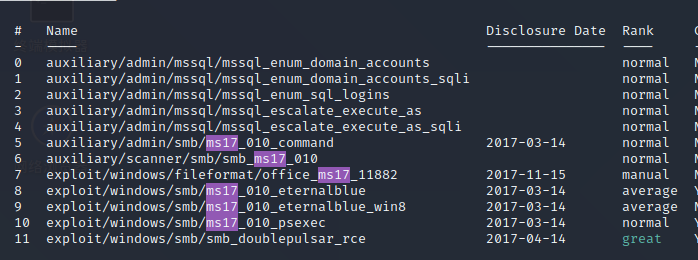 #   Name                                               Disclosure Date  Rank
-   ----                                               ---------------  ----
0   auxiliary/admin/mssql/mssql_enum_domain_accounts                    normal   N
1   auxiliary/admin/mssql/mssql_enum_domain_accounts_sqli               normal   N
2   auxiliary/admin/mssql/mssql_enum_sql_logins                         normal   N
3   auxiliary/admin/mssql/mssql_escalate_execute_as                     normal   N
4   auxiliary/admin/mssql/mssql_escalate_execute_as_sqli                normal   N
5   auxiliary/admin/smb/ms17_010_command               2017-03-14       normal   N
6   auxiliary/scanner/smb/smb_ms17_010                                  normal   N
7   exploit/windows/fileformat/office_ms17_11882       2017-11-15       manual   N
8   exploit/windows/smb/ms17_010_eternalblue           2017-03-14       average  Y
9   exploit/windows/smb/ms17_010_eternalblue_win8      2017-03-14       average  N
10  exploit/windows/smb/ms17_010_psexec                2017-03-14       normal   Y
11  exploit/windows/smb/smb_doublepulsar_rce           2017-04-14       great    Y